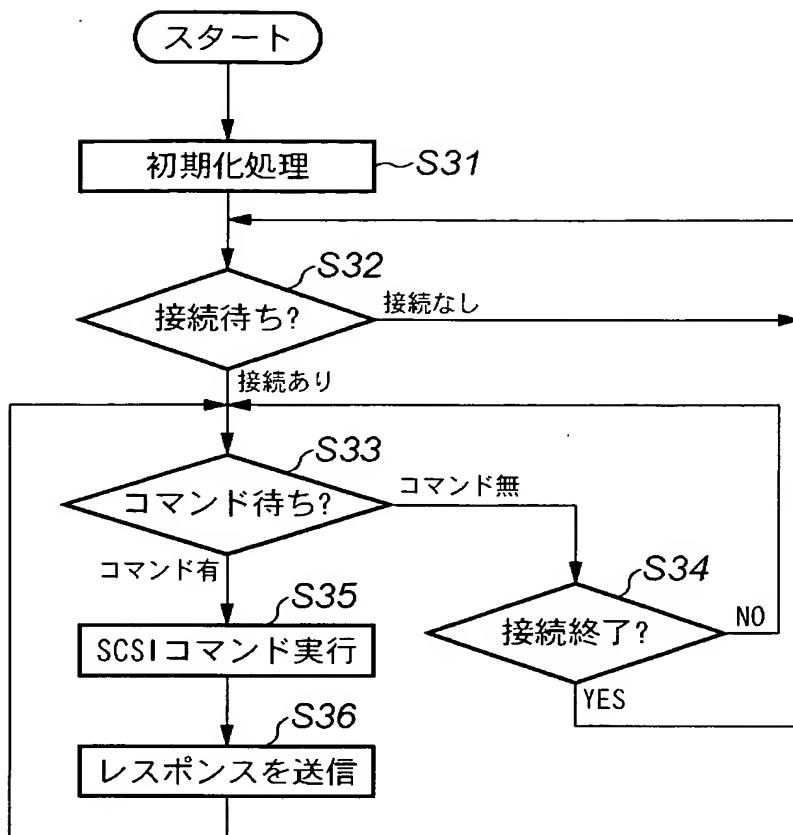 スタート
初期化処理
S31
S32
接続待ち?
接続なし
接続あり
S33
コマンド待ち?
コマンド無
コマンド有
S34
接続終了?
NO
YES
S35
SCSIコマンド実行
S36
レスポンスを送信